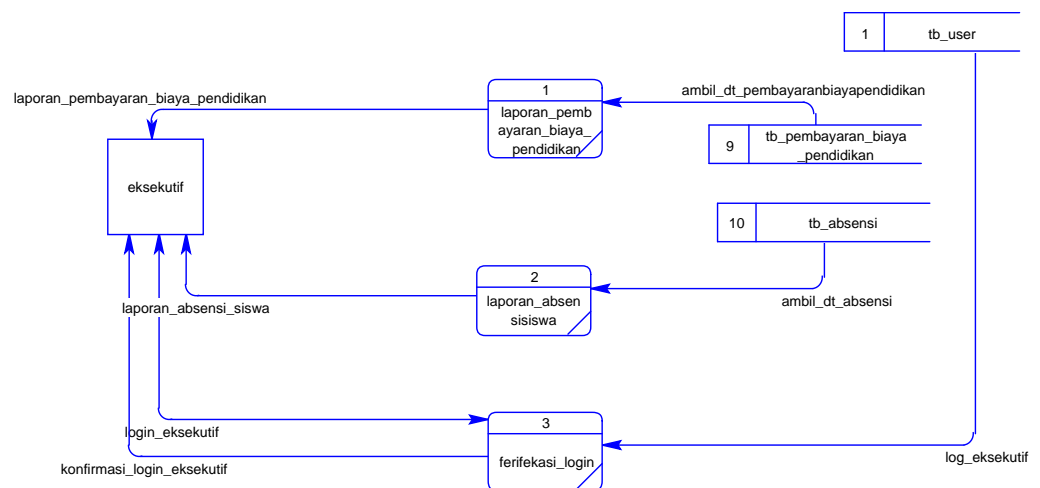 1
tb_user
laporan_pembayaran_biaya_pendidikan
1
laporan_pemb
ayaran_biaya_
pendidikan
ambil_dt_pembayaranbiayapendidikan
9
tb_pembayaran_biaya
_pendidikan
eksekutif
10
tb_absensi
2
laporan_absen
sisiswa
laporan_absensi_siswa
ambil_dt_absensi
3
ferifekasi_login
login_eksekutif
konfirmasi_login_eksekutif
log_eksekutif